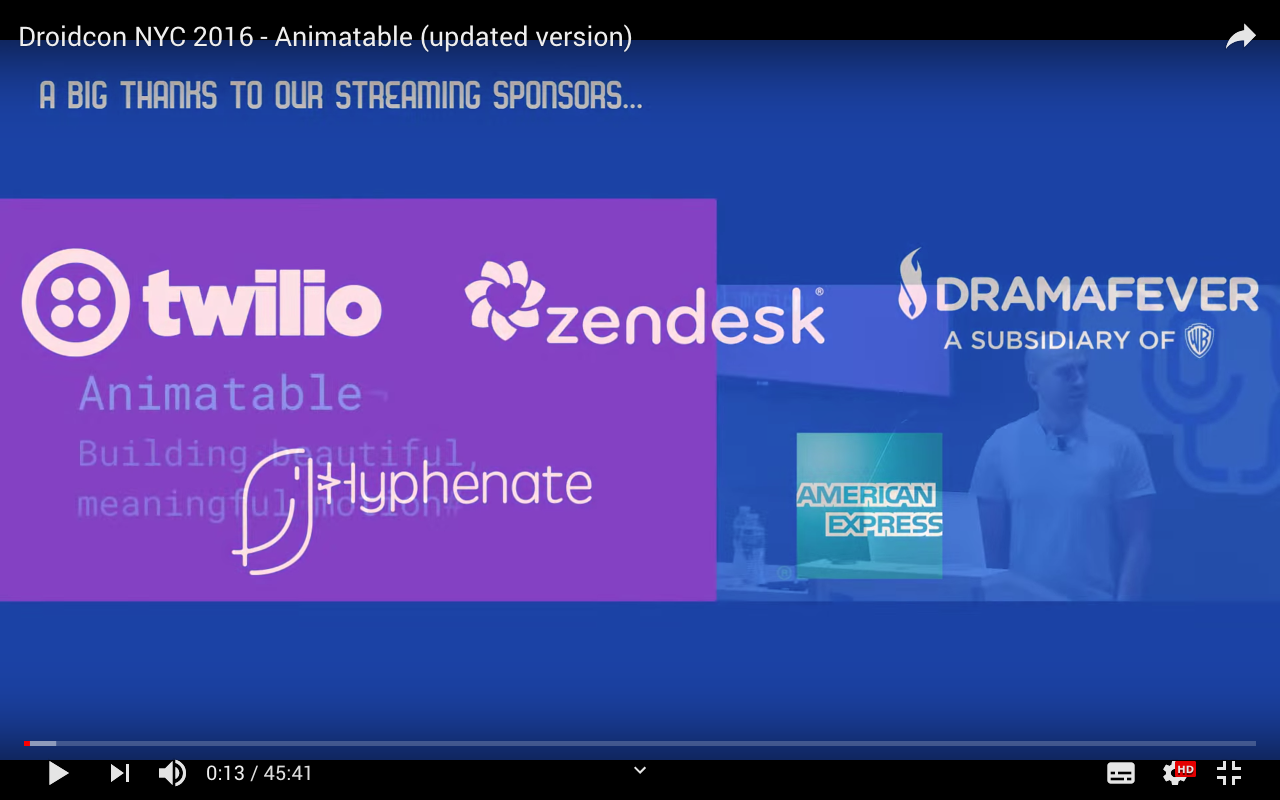 Droidcon NYC 2016 - Animatable (updated version)
A BIG THANKS TO OUR STREAMING SPONSORS...
twilio
zendesk®
DRAMAFEVER
A SUBSIDIARY OF WB
Animatable
Building beautiful,
meaningful motion#
Hyphenate
AMERICAN
EXPRESS
®
0:13 / 45:41
HD